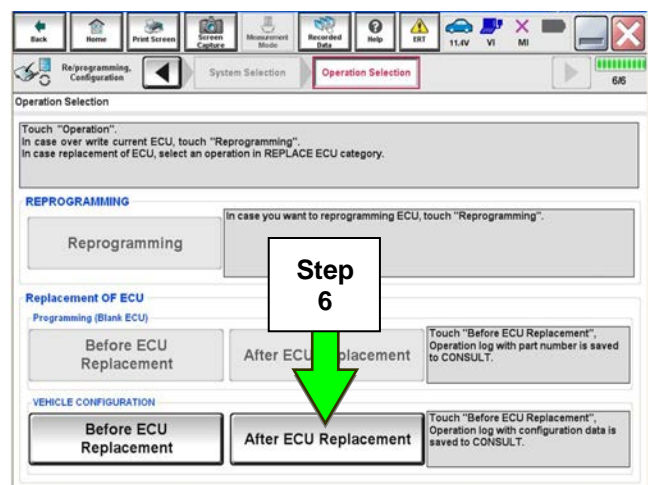 Back
Home
Print Screen
Screen Capture
Measurement Mode
Recorded Data
Help
ERT
11.4V
VI
MI
Re/programming, Configuration
System Selection
Operation Selection
6/6
Operation Selection
Touch "Operation".
In case over write current ECU, touch "Reprogramming".
In case replacement of ECU, select an operation in REPLACE ECU category.
REPROGRAMMING
Reprogramming
In case you want to reprogramming ECU, touch "Reprogramming".
Step
6
Replacement OF ECU
Programming (Blank ECU)
Before ECU
Replacement
After ECU placement
Touch "Before ECU Replacement",
Operation log with part number is saved
to CONSULT.
VEHICLE CONFIGURATION
Before ECU
Replacement
After ECU Replacement
Touch "Before ECU Replacement",
Operation log with configuration data is
saved to CONSULT.